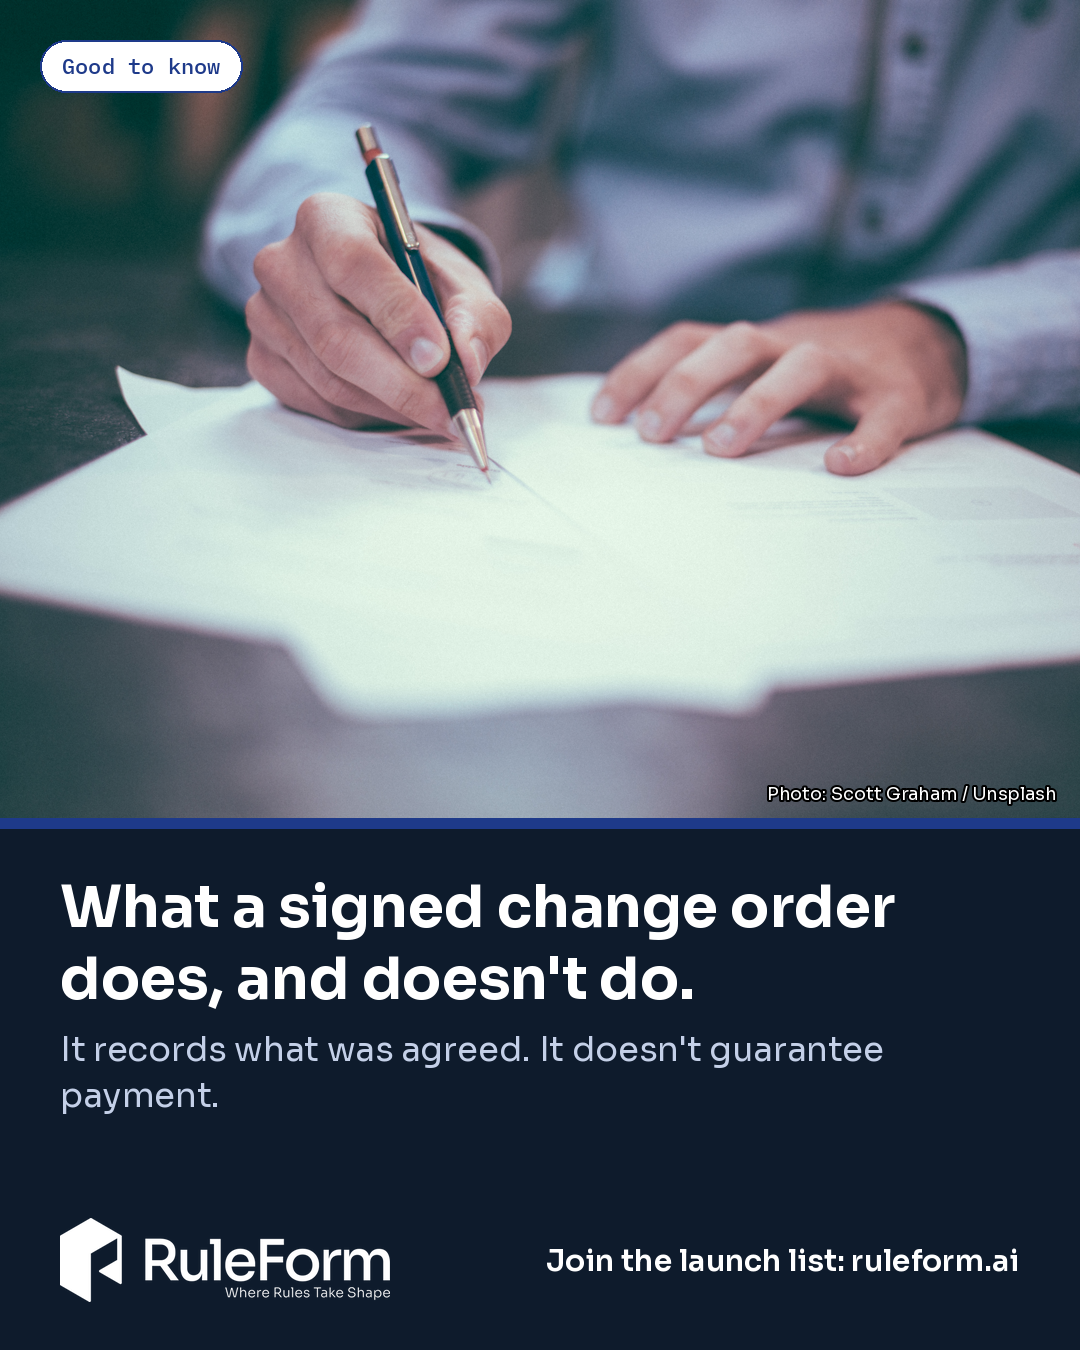 Good to know
Photo: Scott Graham / Unsplash
What a signed change order
does, and doesn't do.
It records what was agreed. It doesn't guarantee
payment.
RuleForm
Where Rules Take Shape
Join the launch list: ruleform.ai